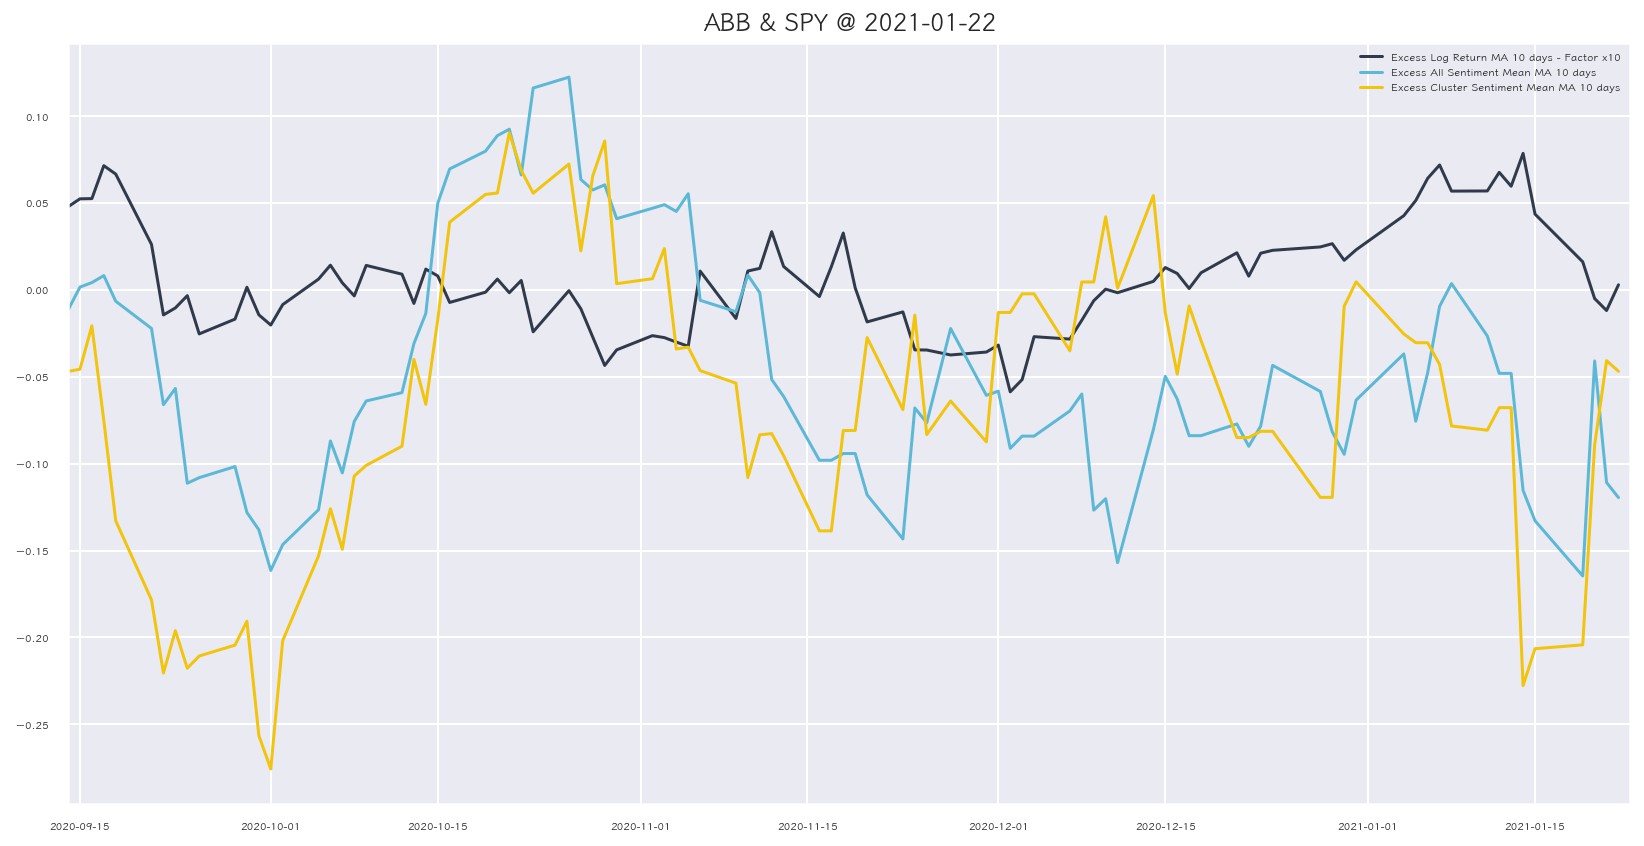 ABB & SPY @ 2021-01-22
Excess Log Return MA 10 days - Factor x10
Excess All Sentiment Mean MA 10 days
Excess Cluster Sentiment Mean MA 10 days
0.10
0.05
0.00
−0.05
−0.10
−0.15
−0.20
−0.25
2020-09-15 2020-10-01 2020-10-15 2020-11-01 2020-11-15 2020-12-01 2020-12-15 2021-01-01 2021-01-15